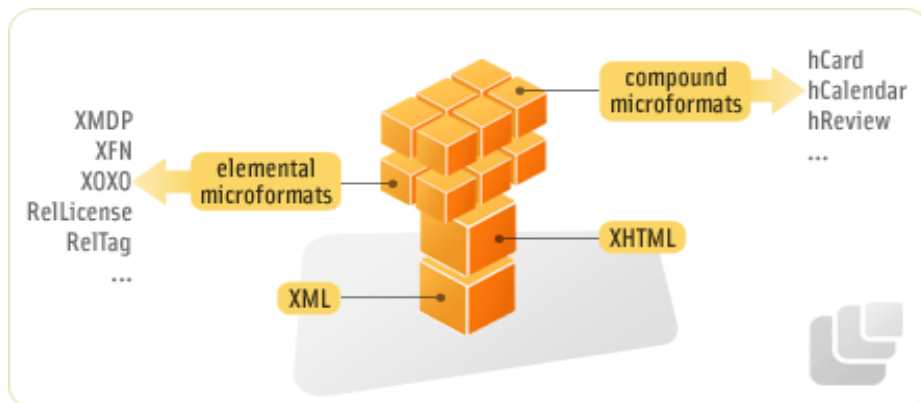 compound
microformats
hCard
hCalendar
hReview
...
XMDP
XFN
XOXO
RelLicense
RelTag
...
elemental
microformats
XHTML
XML